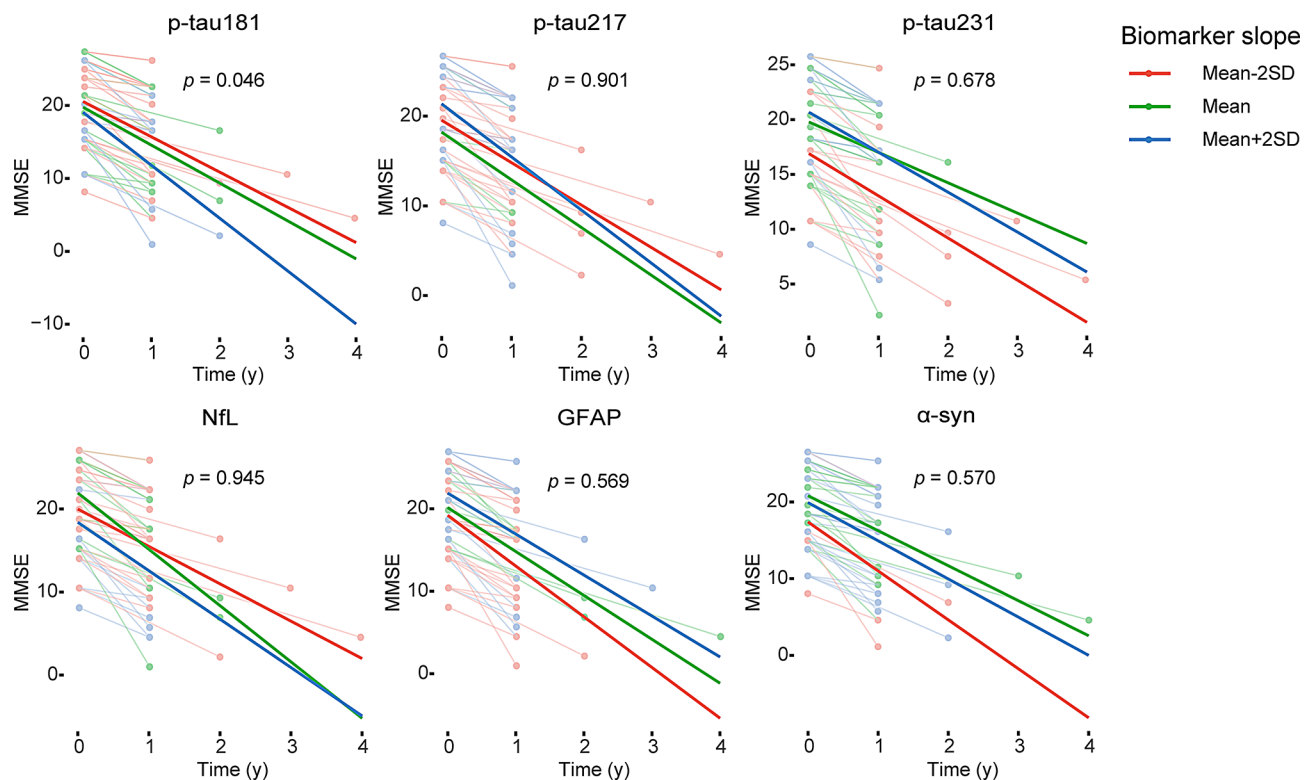 p-tau181
p-tau217
p-tau231
Biomarker slope
Mean-2SD
Mean
Mean+2SD
p = 0.046
p = 0.901
p = 0.678
MMSE
20
10
0
−10
MMSE
20
10
0
MMSE
25
20
15
10
5
0 1 2 3 4
0 1 2 3 4
0 1 2 3 4
Time (y)
Time (y)
Time (y)
NfL
GFAP
α-syn
p = 0.945
p = 0.569
p = 0.570
MMSE
20
10
0
MMSE
20
10
0
MMSE
20
10
0
0 1 2 3 4
0 1 2 3 4
0 1 2 3 4
Time (y)
Time (y)
Time (y)